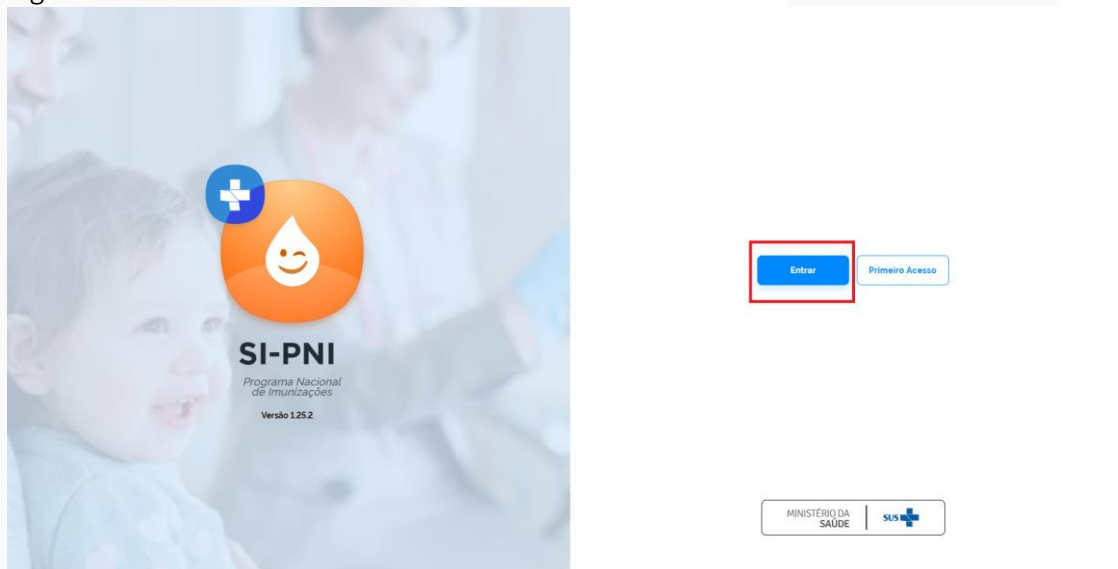 SI-PNI
Programa Nacional
de Imunizações
Versão 1.25.2
Entrar
Primeiro Acesso
MINISTÉRIO DA
SAÚDE
SUS